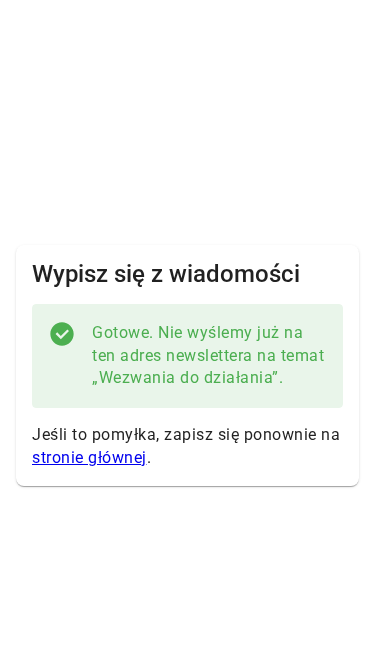 Wypisz się z wiadomości
Gotowe. Nie wyślemy już na
ten adres newslettera na temat
„Wezwania do działania”.
Jeśli to pomyłka, zapisz się ponownie na
stronie głównej.